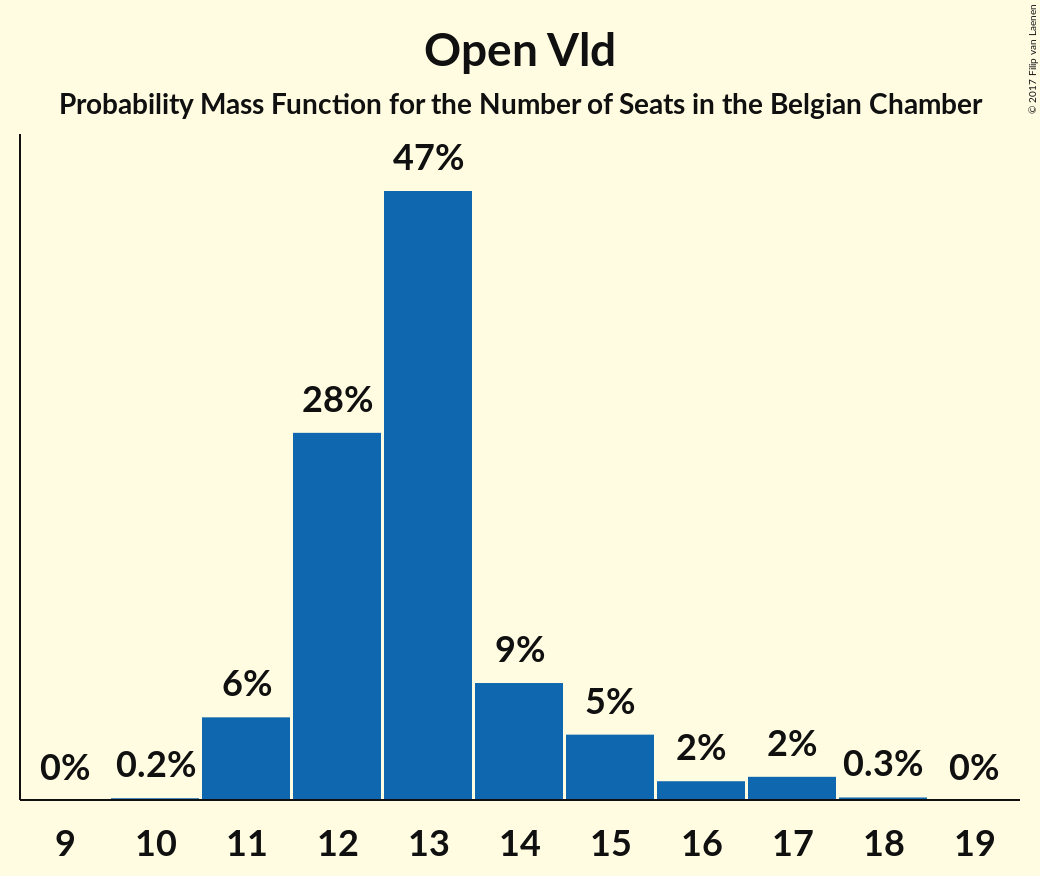 Open Vld
Probability Mass Function for the Number of Seats in the Belgian Chamber
© 2017 Filip van Laenen
47%
28%
9%
6%
5%
2%
2%
0%
0.2%
0.3%
0%
9 10 11 12 13 14 15 16 17 18 19